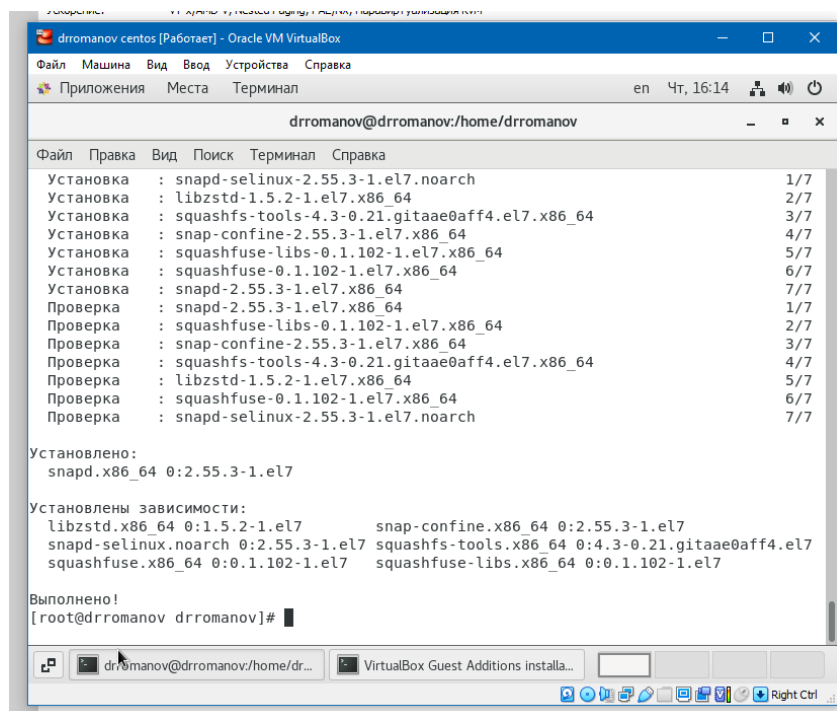 Ускорение: VT-x/AMD-V, Nested Paging, PAE/NX, Паравиртуализация KVM
drromanov centos [Работает] - Oracle VM VirtualBox
Файл Машина Вид Ввод Устройства Справка
Приложения Места Терминал en Чт, 16:14
drromanov@drromanov:/home/drromanov
Файл Правка Вид Поиск Терминал Справка
Установка : snapd-selinux-2.55.3-1.el7.noarch 1/7
Установка : libzstd-1.5.2-1.el7.x86_64 2/7
Установка : squashfs-tools-4.3-0.21.gitaae0aff4.el7.x86_64 3/7
Установка : snap-confine-2.55.3-1.el7.x86_64 4/7
Установка : squashfuse-libs-0.1.102-1.el7.x86_64 5/7
Установка : squashfuse-0.1.102-1.el7.x86_64 6/7
Установка : snapd-2.55.3-1.el7.x86_64 7/7
Проверка : snapd-2.55.3-1.el7.x86_64 1/7
Проверка : squashfuse-libs-0.1.102-1.el7.x86_64 2/7
Проверка : snap-confine-2.55.3-1.el7.x86_64 3/7
Проверка : squashfs-tools-4.3-0.21.gitaae0aff4.el7.x86_64 4/7
Проверка : libzstd-1.5.2-1.el7.x86_64 5/7
Проверка : squashfuse-0.1.102-1.el7.x86_64 6/7
Проверка : snapd-selinux-2.55.3-1.el7.noarch 7/7
Установлено:
snapd.x86_64 0:2.55.3-1.el7
Установлены зависимости:
libzstd.x86_64 0:1.5.2-1.el7 snap-confine.x86_64 0:2.55.3-1.el7
snapd-selinux.noarch 0:2.55.3-1.el7 squashfs-tools.x86_64 0:4.3-0.21.gitaae0aff4.el7
squashfuse.x86_64 0:0.1.102-1.el7 squashfuse-libs.x86_64 0:0.1.102-1.el7
Выполнено!
[root@drromanov drromanov]#
drromanov@drromanov:/home/dr... VirtualBox Guest Additions installa...
Right Ctrl